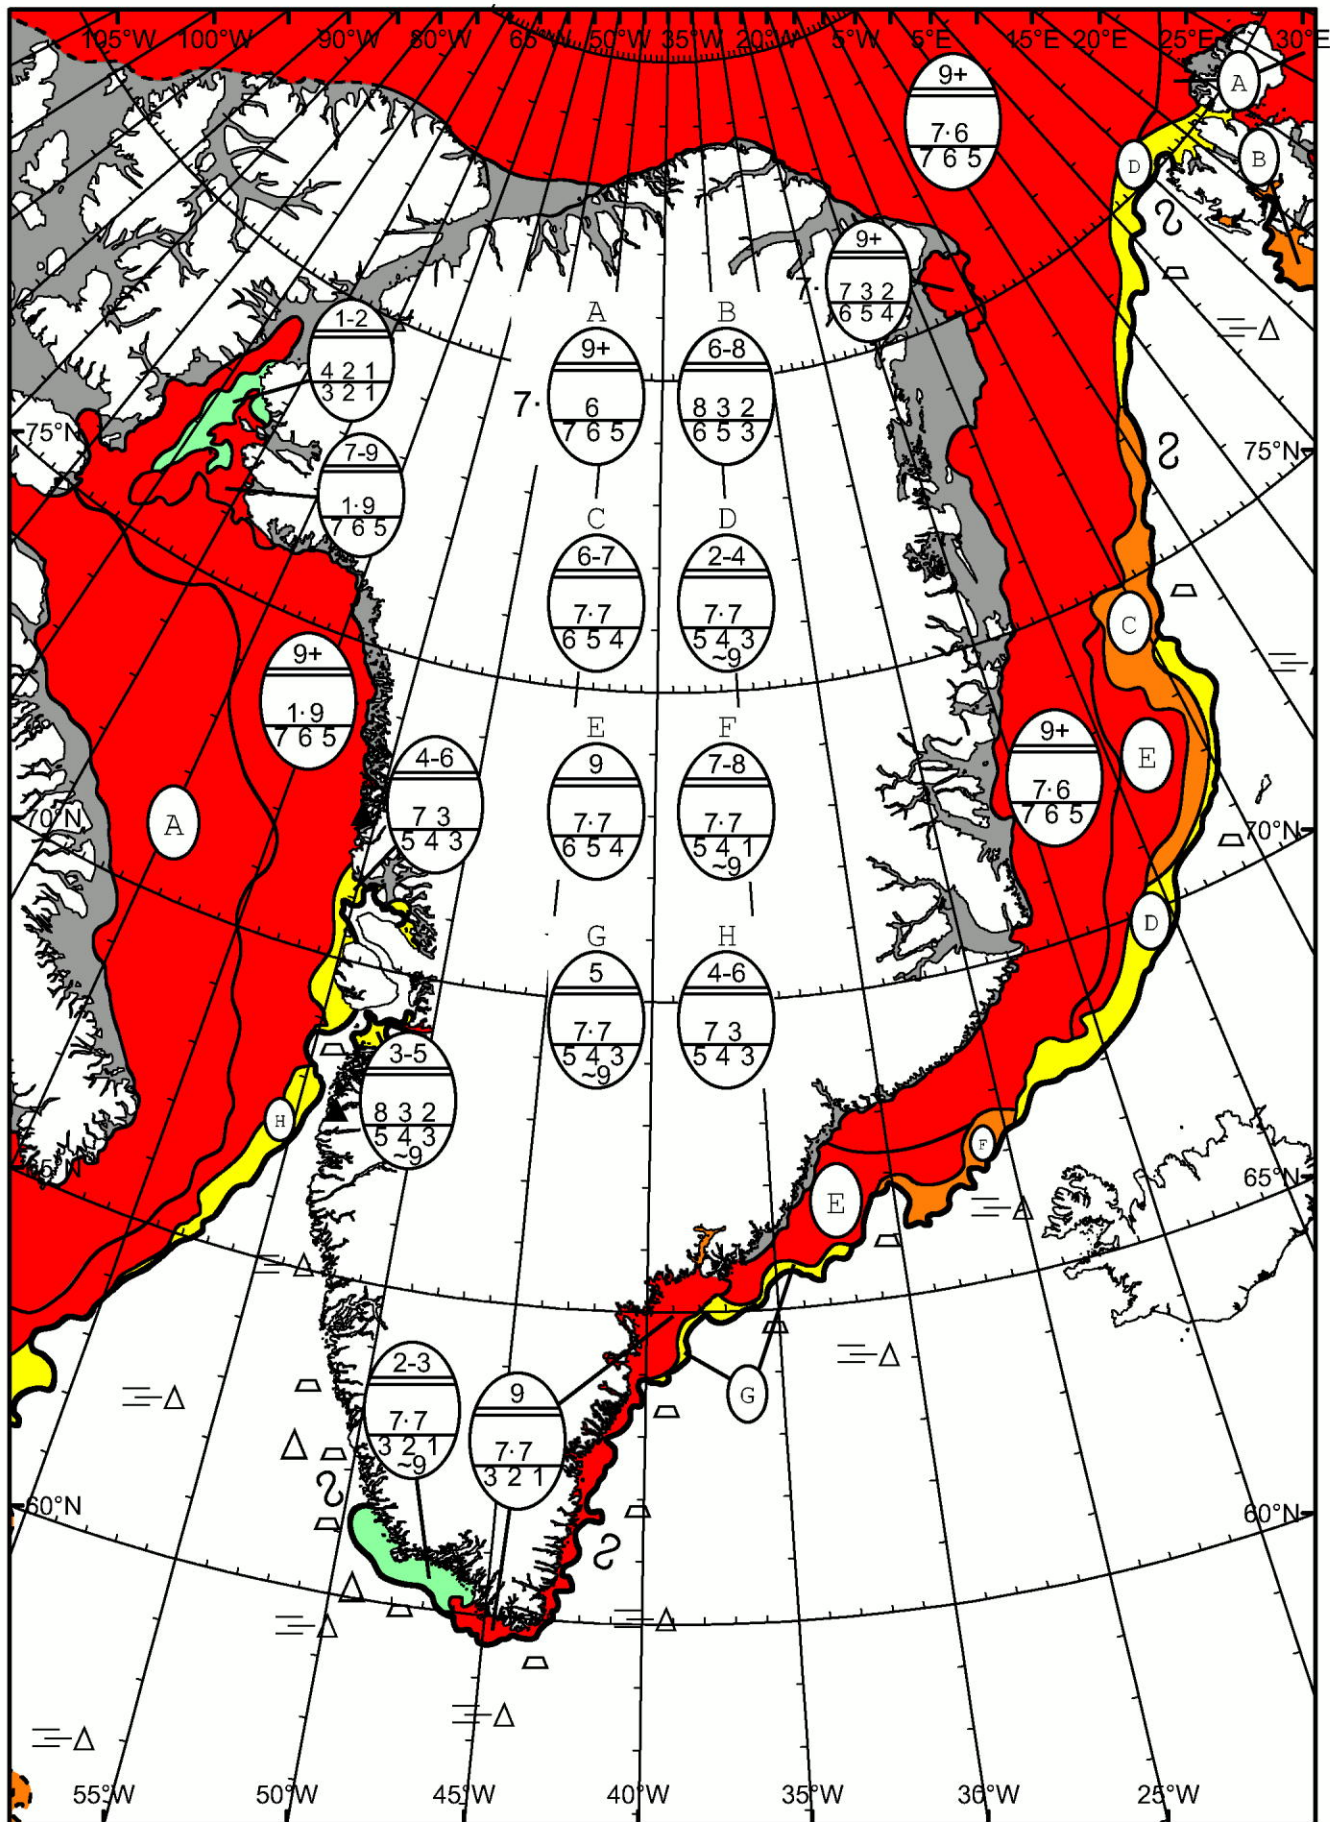 105°W 100°W 90°W 80°W 65°W 50°W 35°W 20°W 5°W 5°E 15°E 20°E 25°E 30°E
9+
7·6
7 6 5
A
D
B
9+
7·
7 3 2
6 5 4
1-2
4 2 1
3 2 1
A
9+
7·
6
7 6 5
B
6-8
8 3 2
6 5 3
75°N
75°N
7-9
1·9
7 6 5
C
6-7
7·7
6 5 4
D
2-4
7·7
5 4 3
~9
C
9+
1·9
7 6 5
E
9
7·7
6 5 4
F
7-8
7·7
5 4 1
~9
9+
7·6
7 6 5
E
A
70°N
70°N
4-6
7 3
5 4 3
D
G
5
7·7
5 4 3
~9
H
4-6
7 3
5 4 3
3-5
8 3 2
5 4 3
~9
H
F
65°N
65°N
E
2-3
7·7
3 2 1
~9
9
7·7
3 2 1
G
60°N
60°N
55°W 50°W 45°W 40°W 35°W 30°W 25°W